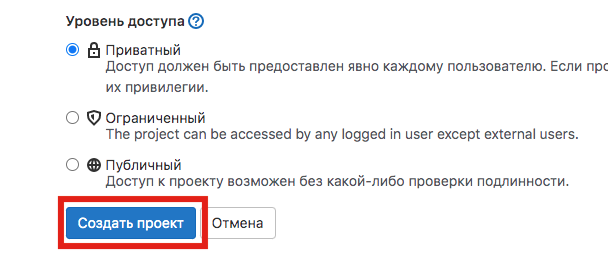 Уровень доступа
Приватный
Доступ должен быть предоставлен явно каждому пользователю. Если
их привилегии.
Ограниченный
The project can be accessed by any logged in user except external users.
Публичный
Доступ к проекту возможен без какой-либо проверки подлинности.
Создать проект Отмена